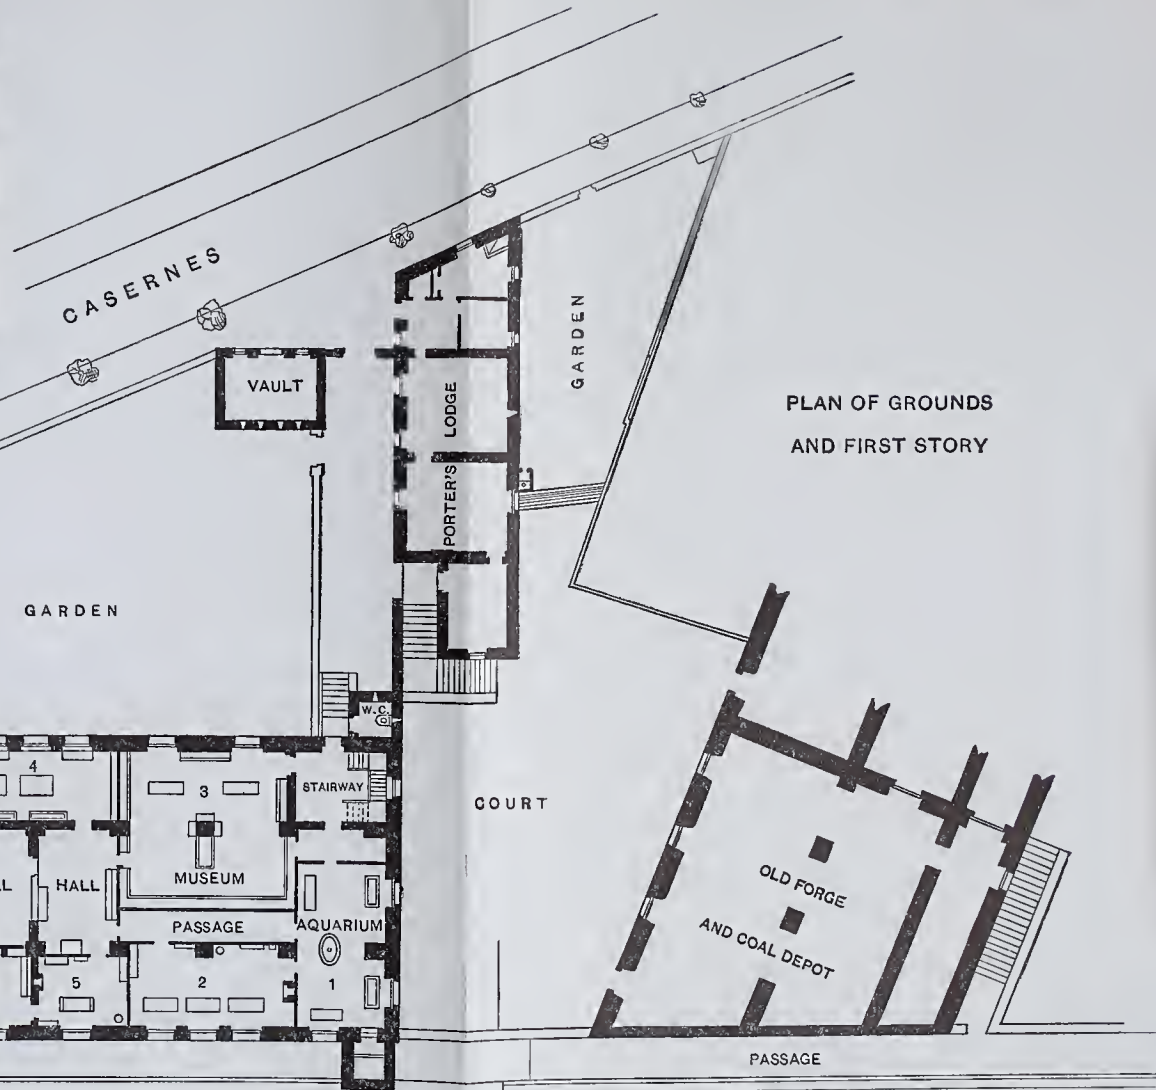 CASERNES
VAULT
PORTER'S LODGE
GARDEN
PLAN OF GROUNDS
AND FIRST STORY
GARDEN
W.C.
4
3
STAIRWAY
COURT
HALL
MUSEUM
OLD FORGE
AND COAL DEPOT
PASSAGE
AQUARIUM
5
2
1
PASSAGE